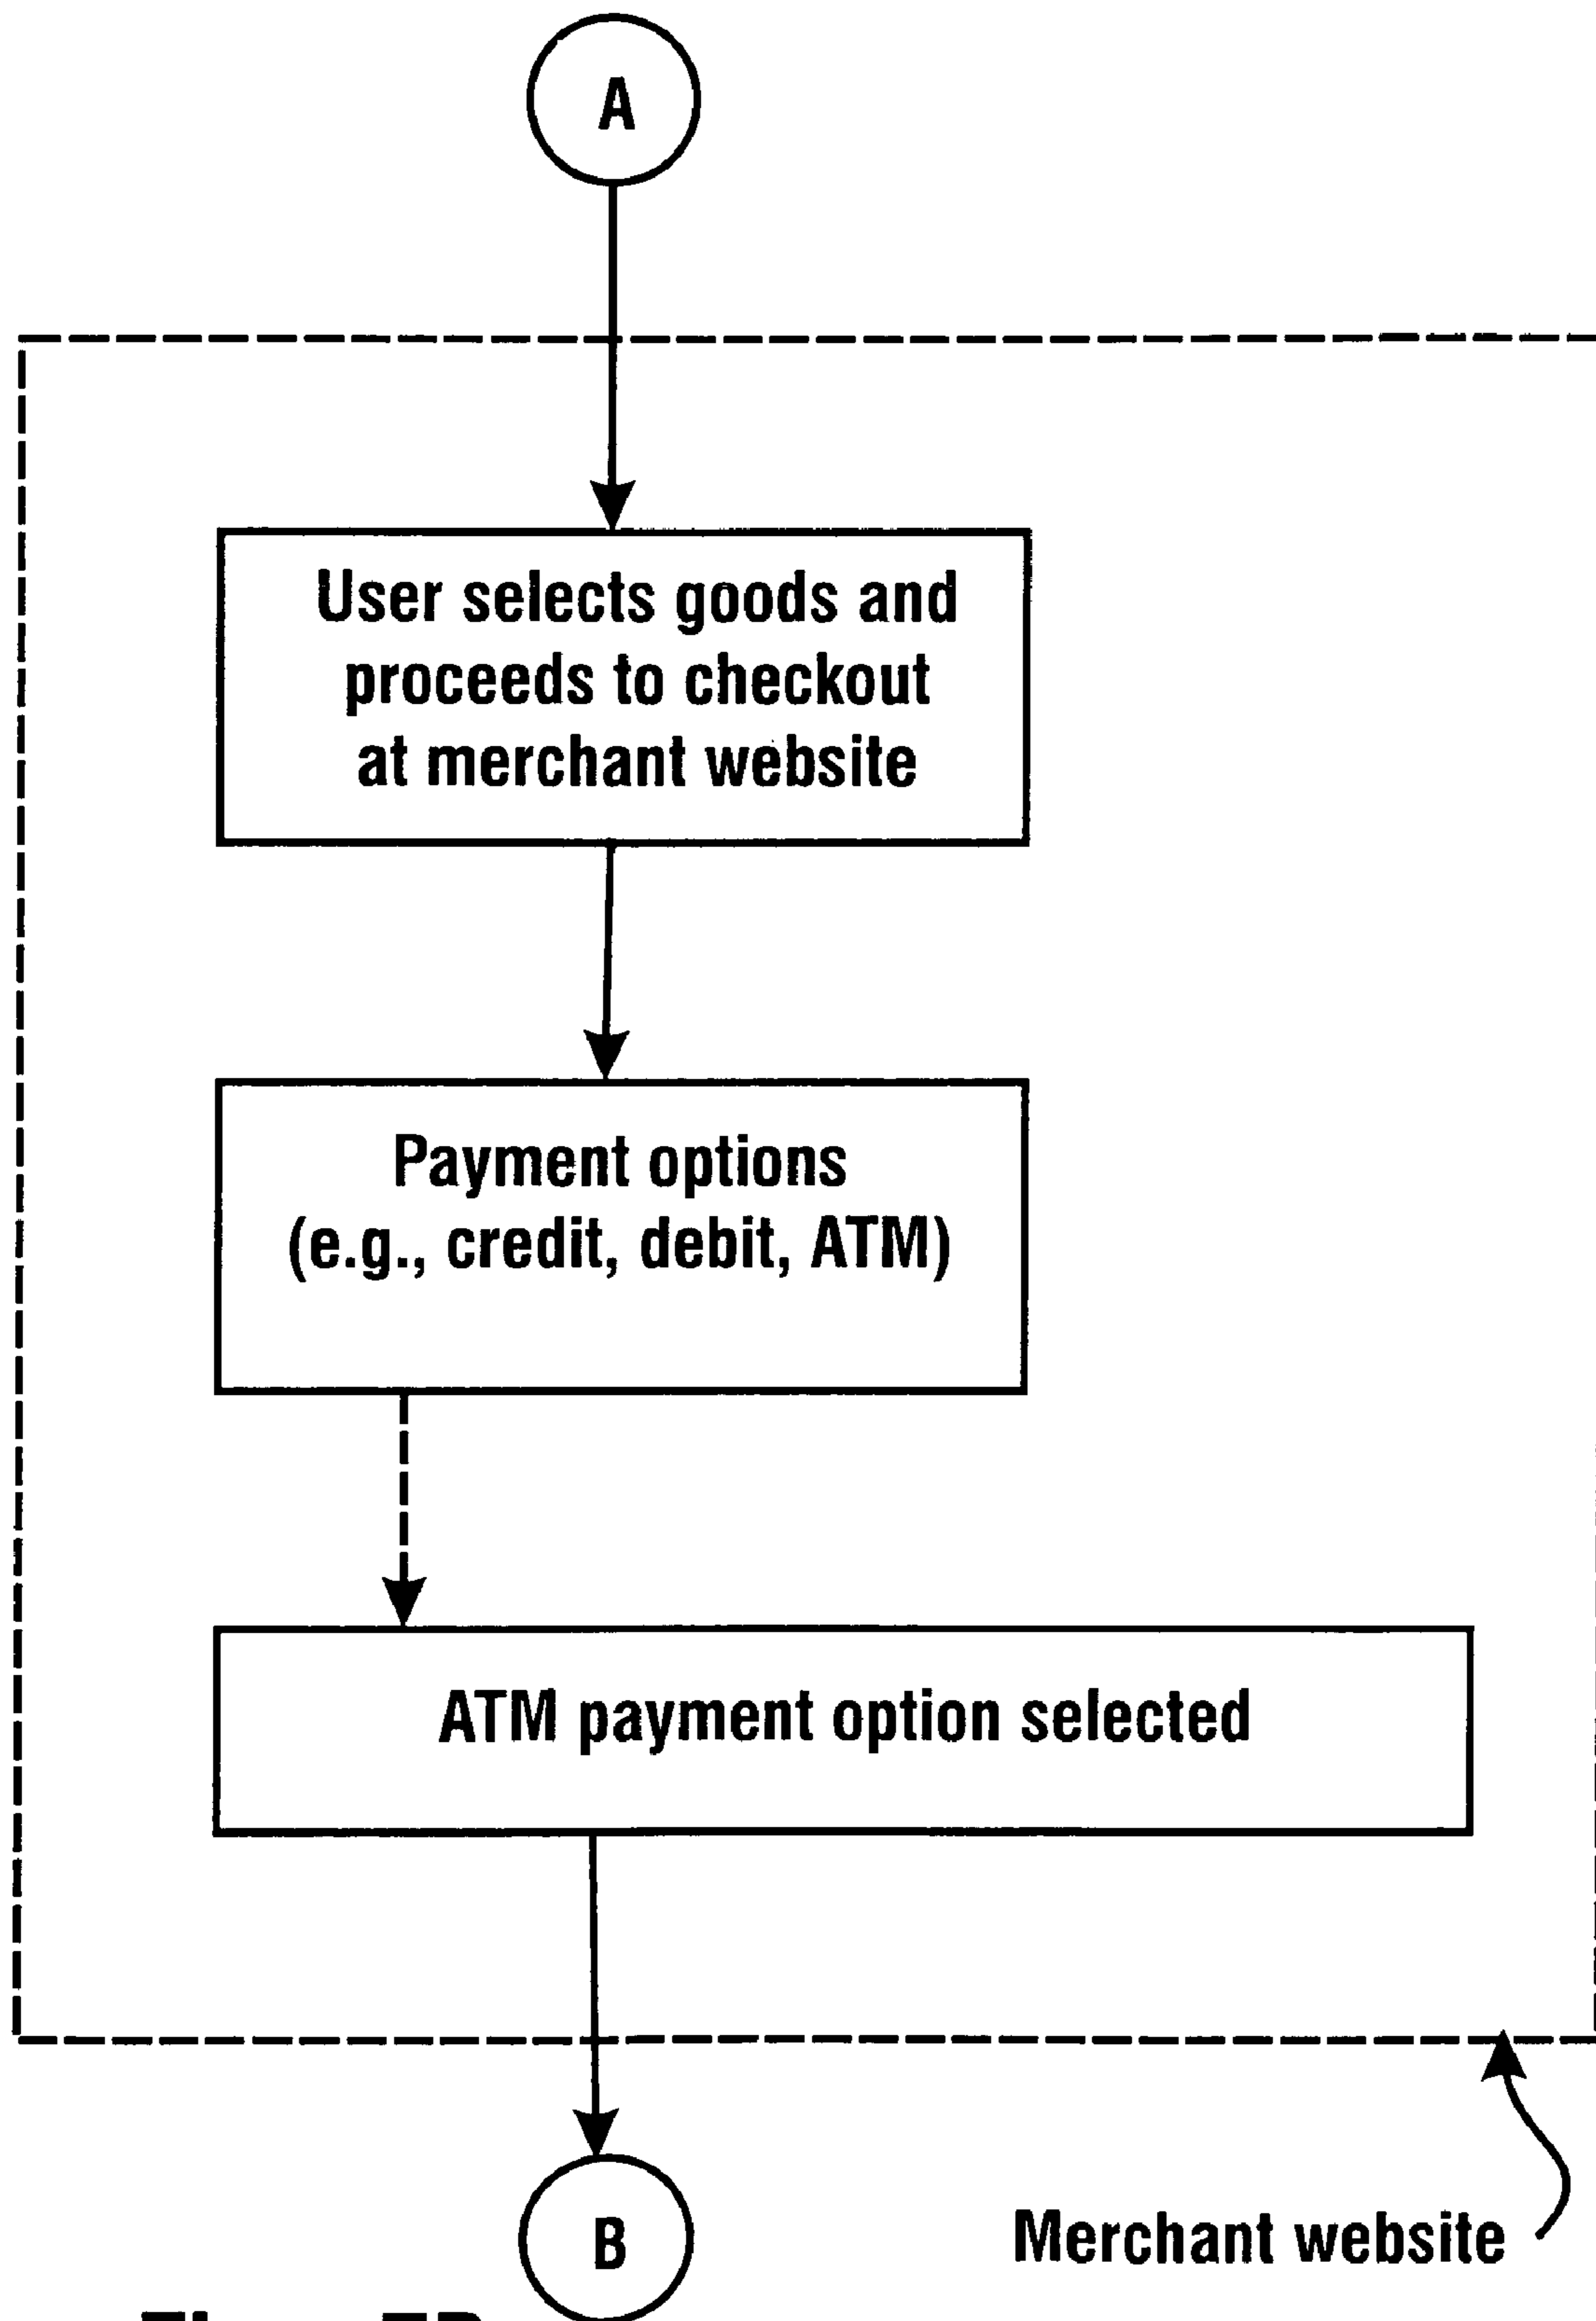 A
User selects goods and
proceeds to checkout
at merchant website
Payment options
(e.g., credit, debit, ATM)
ATM payment option selected
B
Merchant website